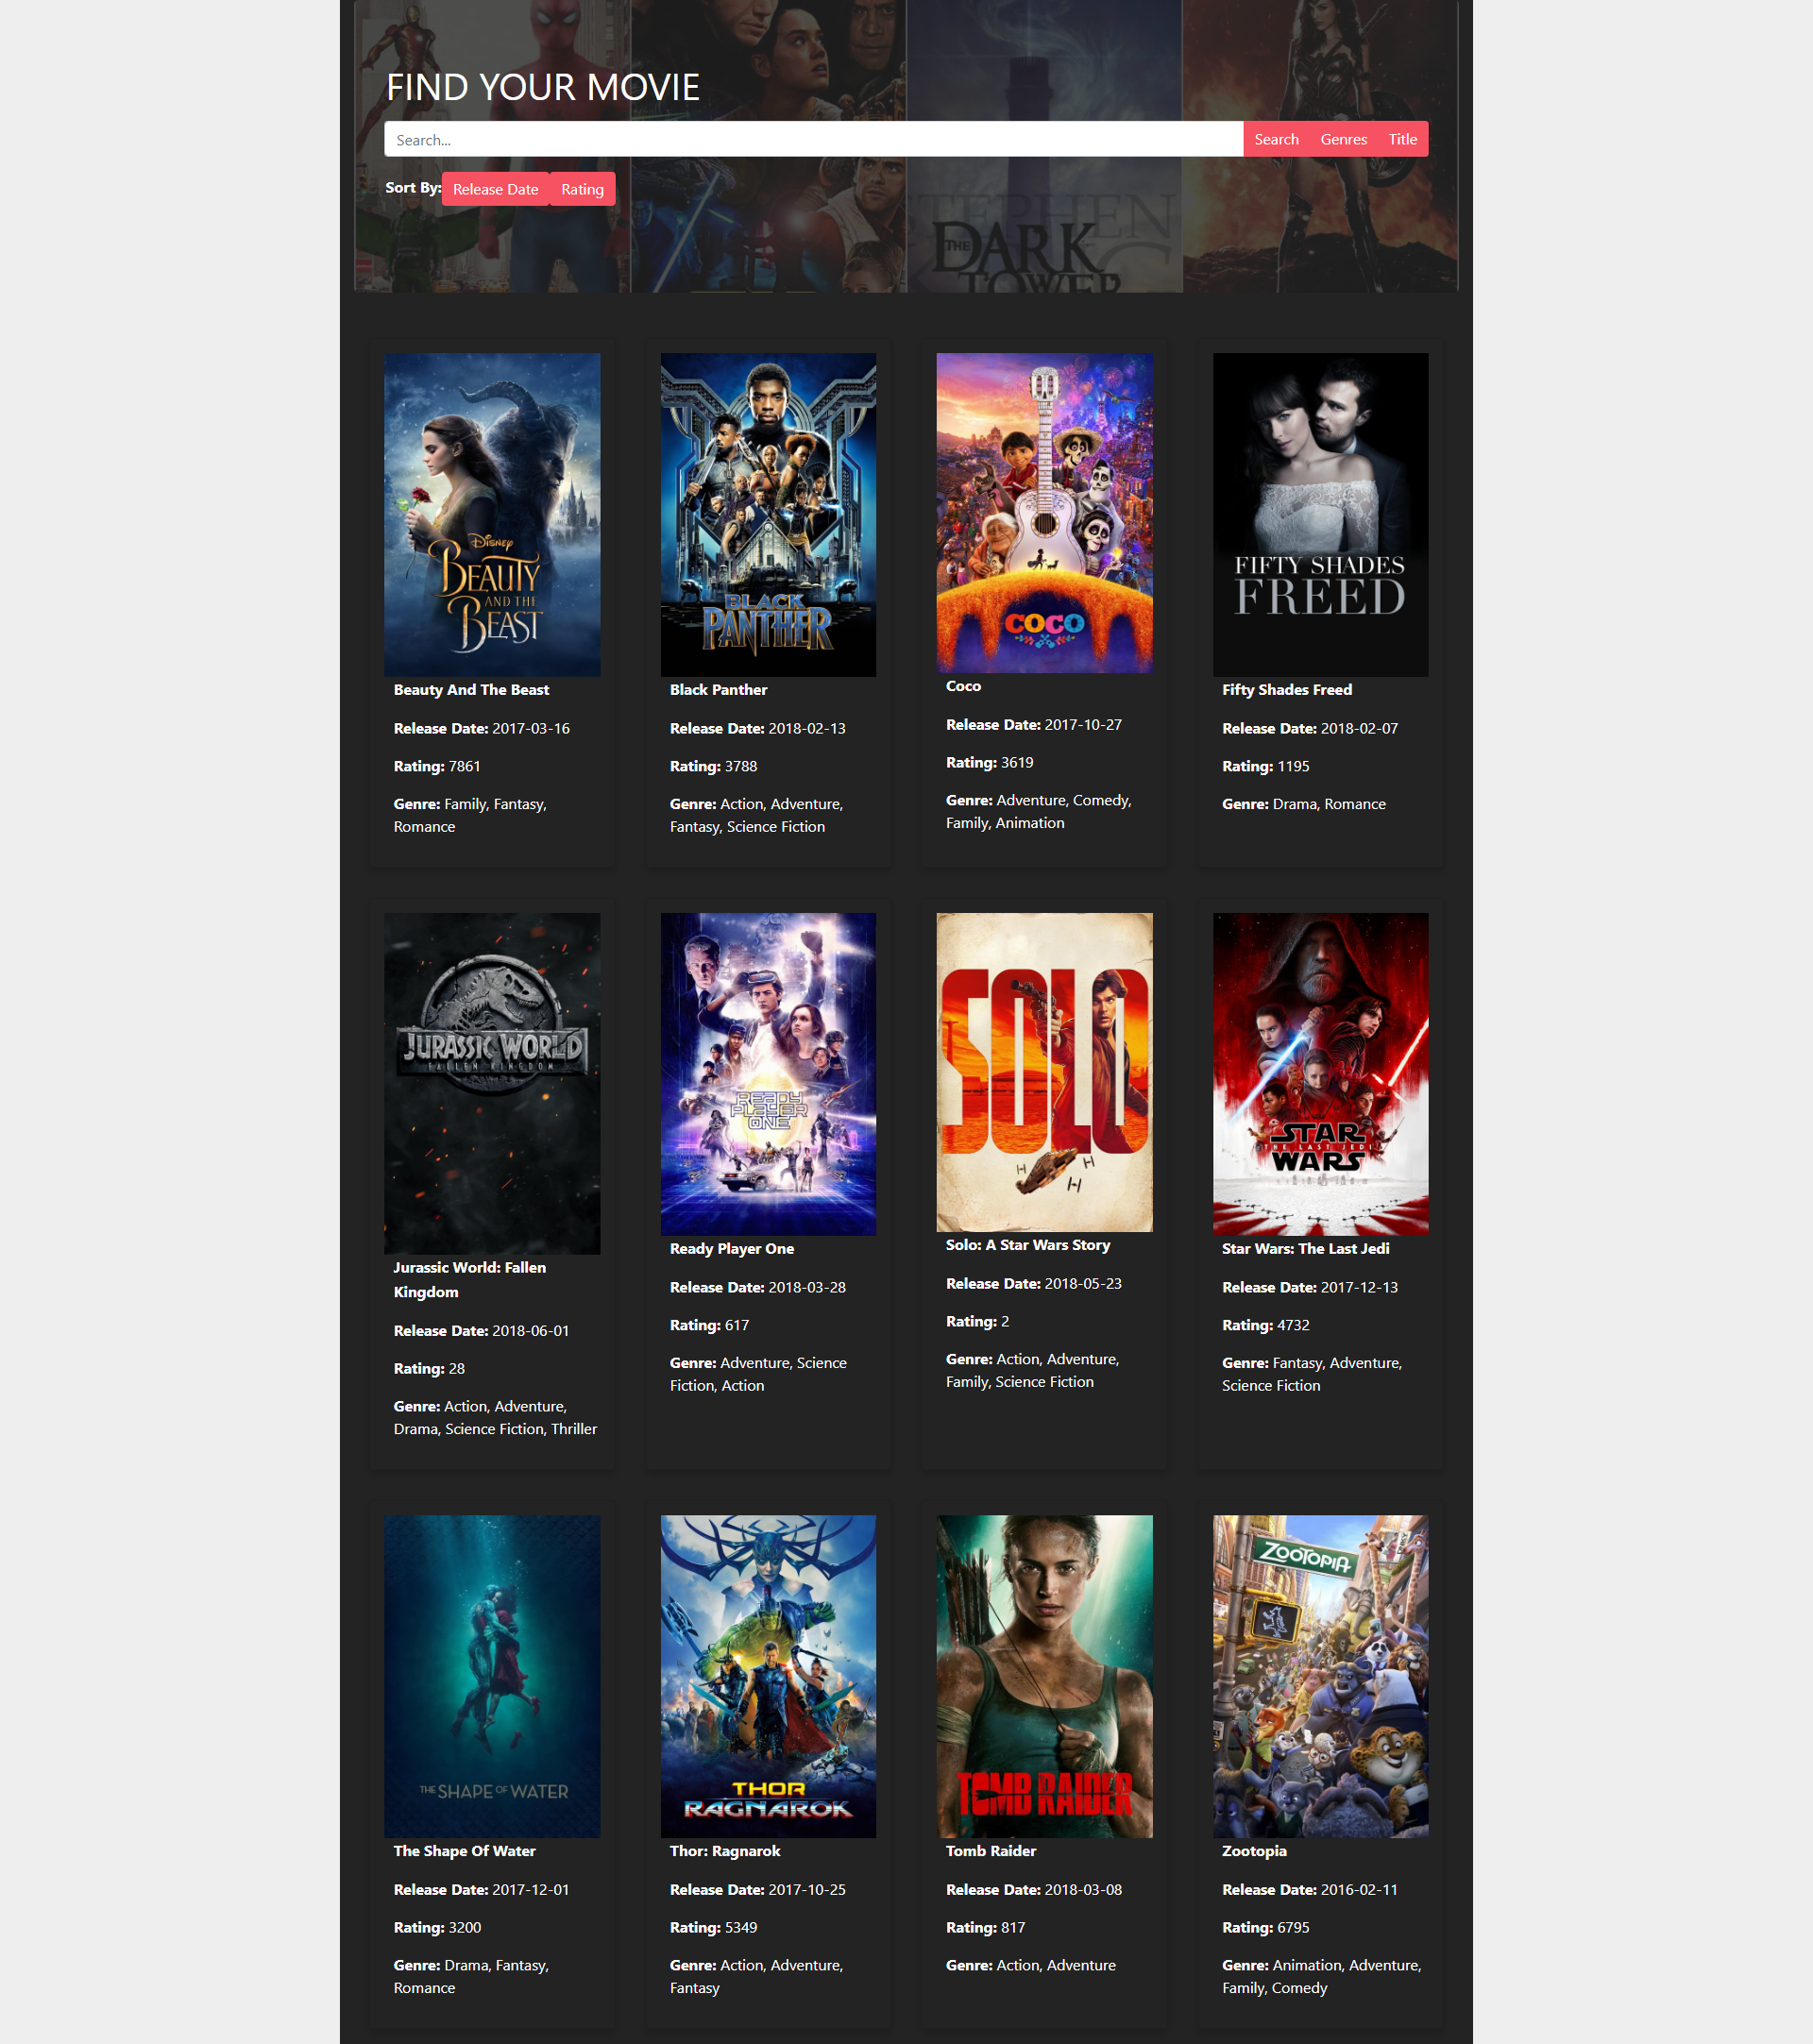 FIND YOUR MOVIE
Search...
Search
Genres
Title
Sort By:
Release Date
Rating
STEPHEN
THE DARK
TOWER
DISNEY
BEAUTY
AND THE
BEAST
Beauty And The Beast
Release Date: 2017-03-16
Rating: 7861
Genre: Family, Fantasy,
Romance
BLACK
PANTHER
Black Panther
Release Date: 2018-02-13
Rating: 3788
Genre: Action, Adventure,
Fantasy, Science Fiction
COCO
Coco
Release Date: 2017-10-27
Rating: 3619
Genre: Adventure, Comedy,
Family, Animation
FIFTY SHADES
FREED
Fifty Shades Freed
Release Date: 2018-02-07
Rating: 1195
Genre: Drama, Romance
JURASSIC WORLD
FALLEN KINGDOM
Jurassic World: Fallen
Kingdom
Release Date: 2018-06-01
Rating: 28
Genre: Action, Adventure,
Drama, Science Fiction, Thriller
READY
PLAYER
ONE
Ready Player One
Release Date: 2018-03-28
Rating: 617
Genre: Adventure, Science
Fiction, Action
SOLO
Solo: A Star Wars Story
Release Date: 2018-05-23
Rating: 2
Genre: Action, Adventure,
Family, Science Fiction
STAR
THE LAST JEDI
WARS
Star Wars: The Last Jedi
Release Date: 2017-12-13
Rating: 4732
Genre: Fantasy, Adventure,
Science Fiction
THE SHAPE OF WATER
The Shape Of Water
Release Date: 2017-12-01
Rating: 3200
Genre: Drama, Fantasy,
Romance
THOR
RAGNAROK
Thor: Ragnarok
Release Date: 2017-10-25
Rating: 5349
Genre: Action, Adventure,
Fantasy
TOMB RAIDER
Tomb Raider
Release Date: 2018-03-08
Rating: 817
Genre: Action, Adventure
ZOOTOPIA
Zootopia
Release Date: 2016-02-11
Rating: 6795
Genre: Animation, Adventure,
Family, Comedy